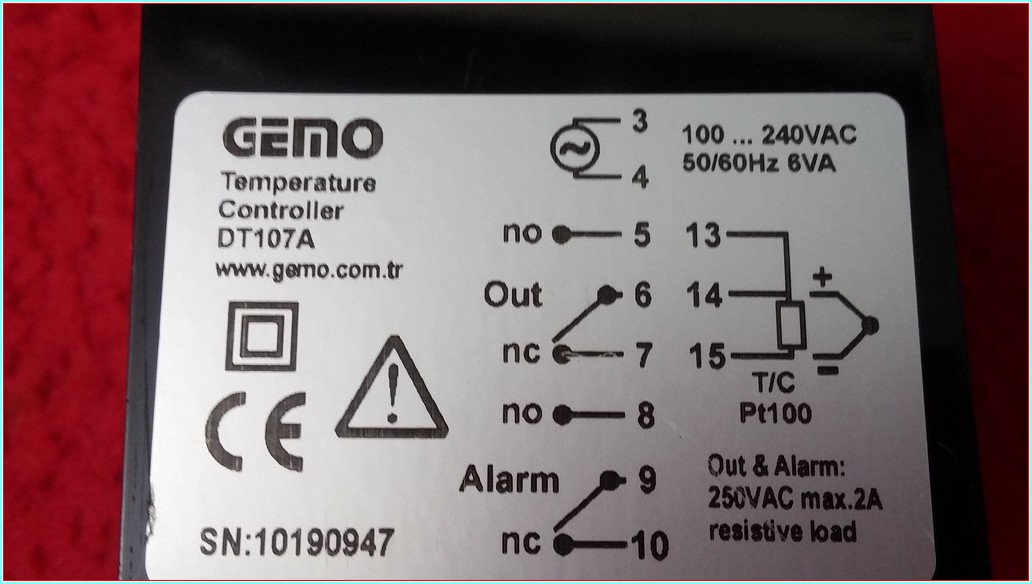 GEMO
Temperature
Controller
DT107A
www.gemo.com.tr
CE
SN:10190947
3
4
100 ... 240VAC
50/60Hz 6VA
no 5
Out 6
nc 7
no 8
Alarm 9
nc 10
13
14 +
15 -
T/C
Pt100
Out & Alarm:
250VAC max.2A
resistive load